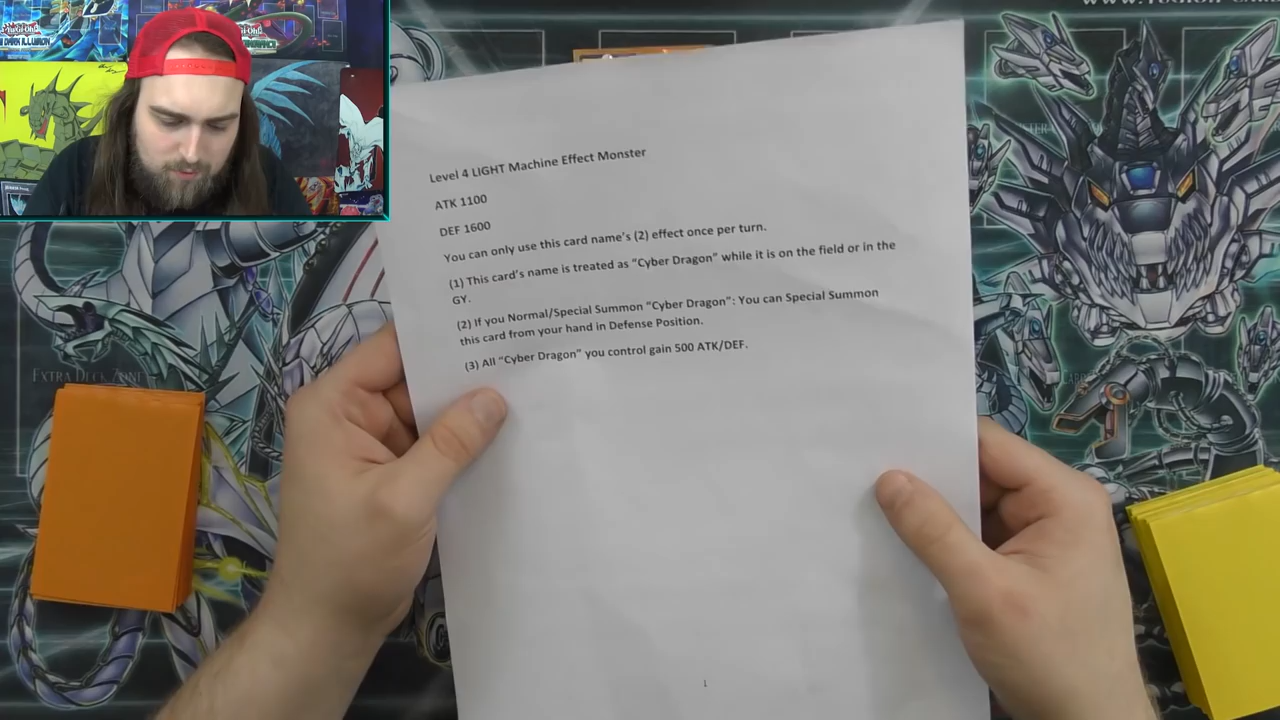 Level 4 LIGHT Machine Effect Monster
ATK 1100
DEF 1600
You can only use this card name's (2) effect once per turn.
(1) This card's name is treated as "Cyber Dragon" while it is on the field or in the
GY.
(2) If you Normal/Special Summon "Cyber Dragon": You can Special Summon
this card from your hand in Defense Position.
(3) All "Cyber Dragon" you control gain 500 ATK/DEF.
EXTRA DECK ZONE